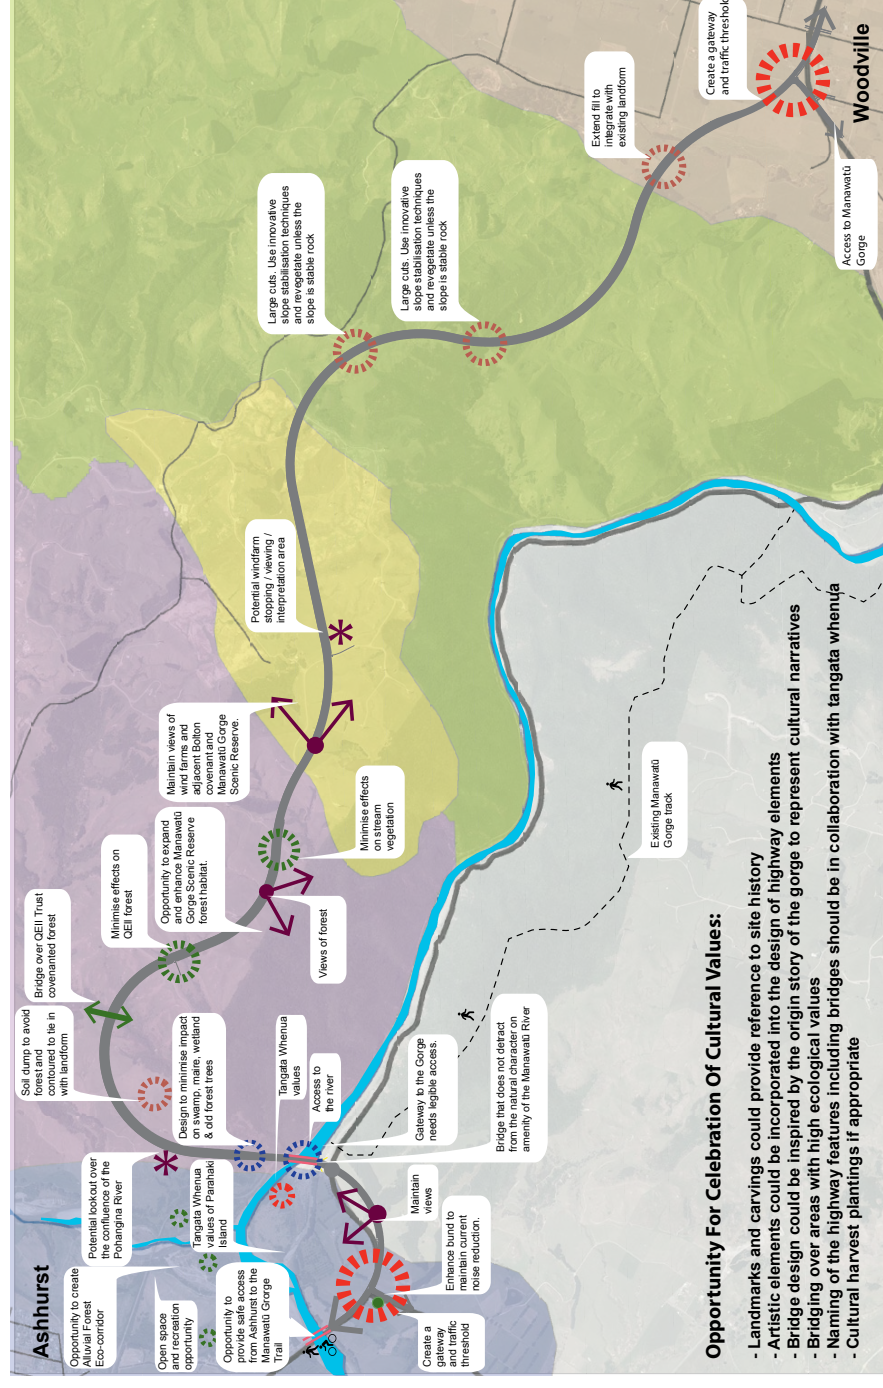 Ashhurst
Opportunity to create
Alluvial Forest
Eco-corridor
Open space
and recreation
opportunity
Opportunity to
provide safe access
from Ashhurst to the
Manawatū Grorge
Trail
Create a
gateway
and traffic
threshold
Potential lookout over
the confluence of the
Pohangina River
Tangata Whenua
values of Parahaki
Island
Enhance bund to
maintain current
noise reduction.
Maintain
views
Soil dump to avoid
forest and
contoured to tie in
with landform
Bridge over QEII Trust
covenanted forest
Design to minimise impact
on swamp, maire, wetland
& old forest trees
Tangata Whenua
values
Access to
the river
Gateway to the Gorge
needs legible access.
Bridge that does not detract
from the natural character on
amenity of the Manawatū River
Minimise effects on
QEII forest
Opportunity to expand
and enhance Manawatū
Gorge Scenic Reserve
forest habitat.
Views of forest
Maintain views of
wind farms and
adjacent Bolton
covenant and
Manawatū Gorge
Scenic Reserve.
Minimise effects
on stream
vegetation
Potential windfarm
stopping / viewing /
interpretation area
Existing Manawatū
Gorge track
Large cuts. Use innovative
slope stabilisation techniques
and revegetate unless the
slope is stable rock
Large cuts. Use innovative
slope stabilisation techniques
and revegetate unless the
slope is stable rock
Extend fill to
integrate with
existing landform
Create a gateway
and traffic threshold
Access to Manawatū
Gorge
Woodville
Opportunity For Celebration Of Cultural Values:
- Landmarks and carvings could provide reference to site history
- Artistic elements could be incorporated into the design of highway elements
- Bridge design could be inspired by the origin story of the gorge to represent cultural narratives
- Bridging over areas with high ecological values
- Naming of the highway features including bridges should be in collaboration with tangata whenua
- Cultural harvest plantings if appropriate